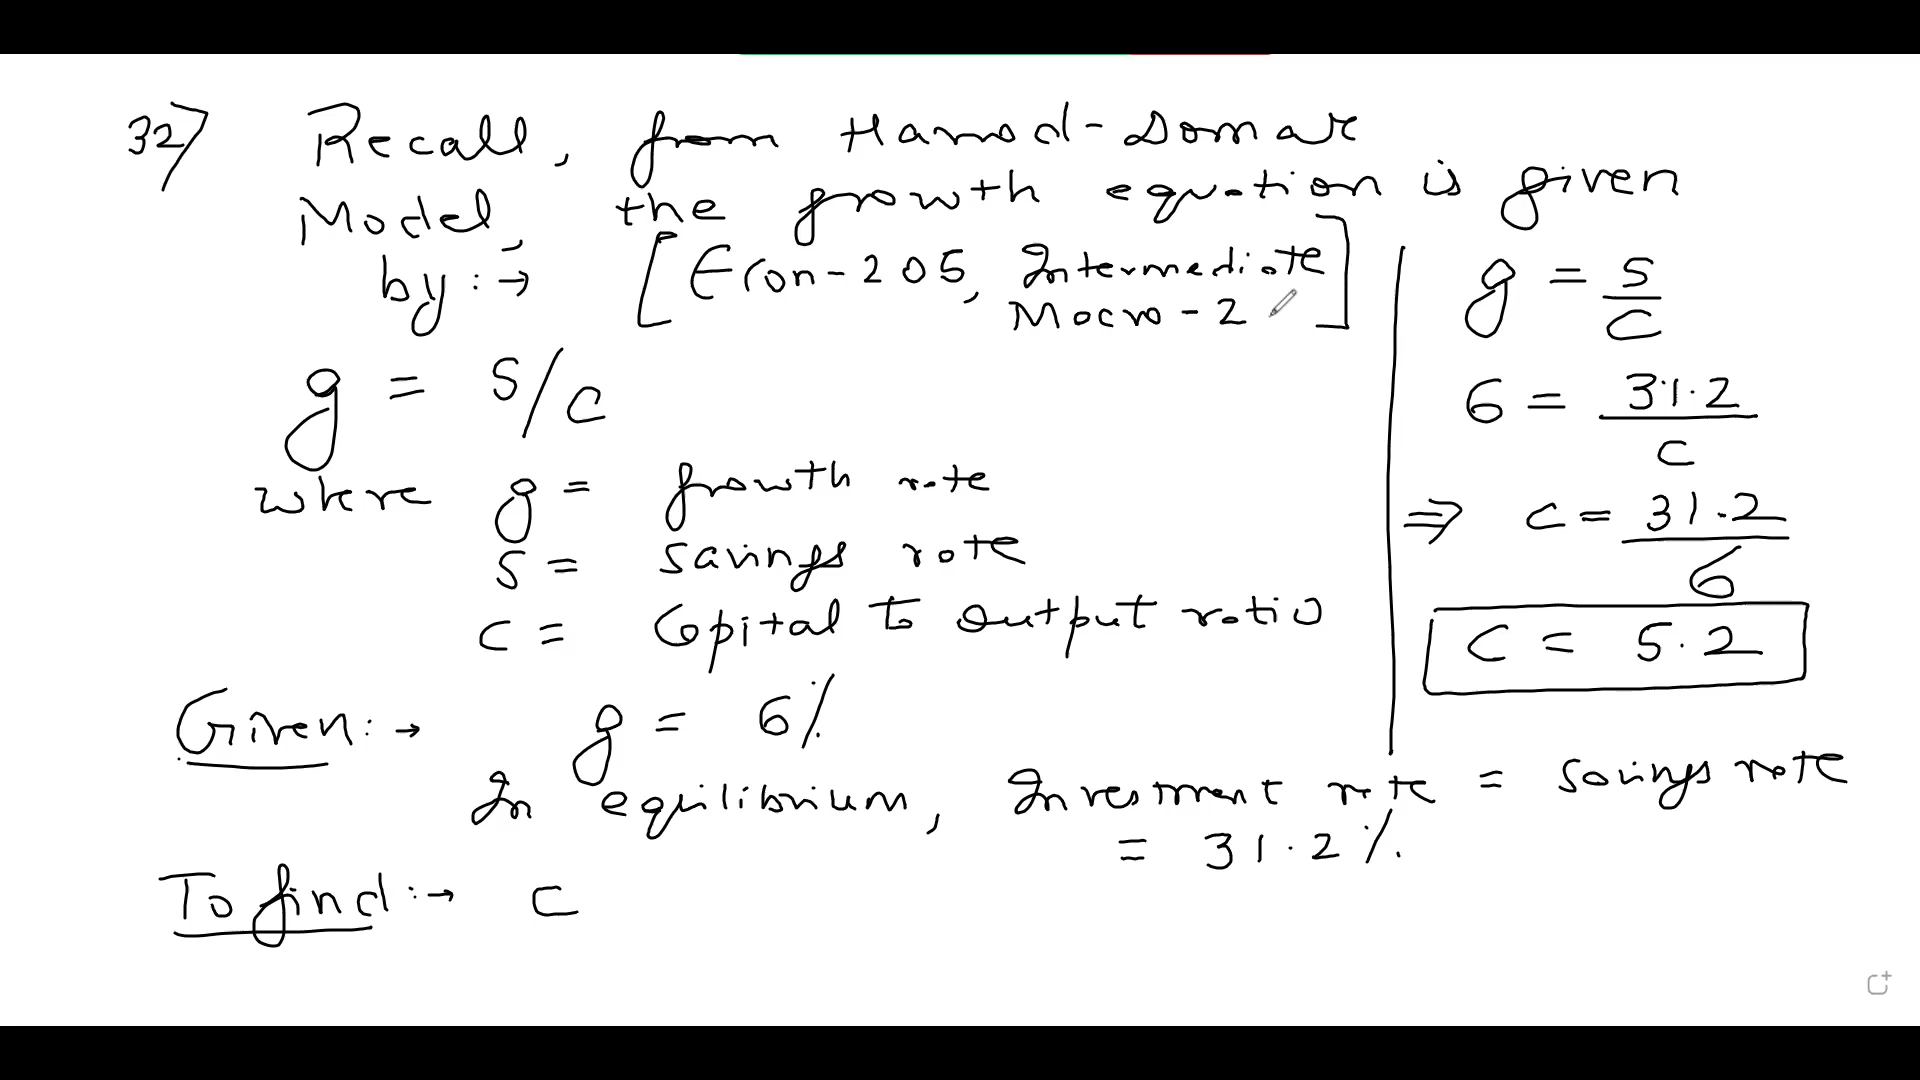 32) Recall, from Harrod-Domar
Model, the growth equation is given
by:→ [Econ-205, Intermediate
Macro-2]
g = s/c
where g = growth rate
s = savings rate
c = Capital to output ratio
Given:→ g = 6%
In equilibrium, Investment rate = savings rate
= 31.2%.
To find:→ c
g = s/c
6 = 31.2/c
⇒ c = 31.2/6
c = 5.2